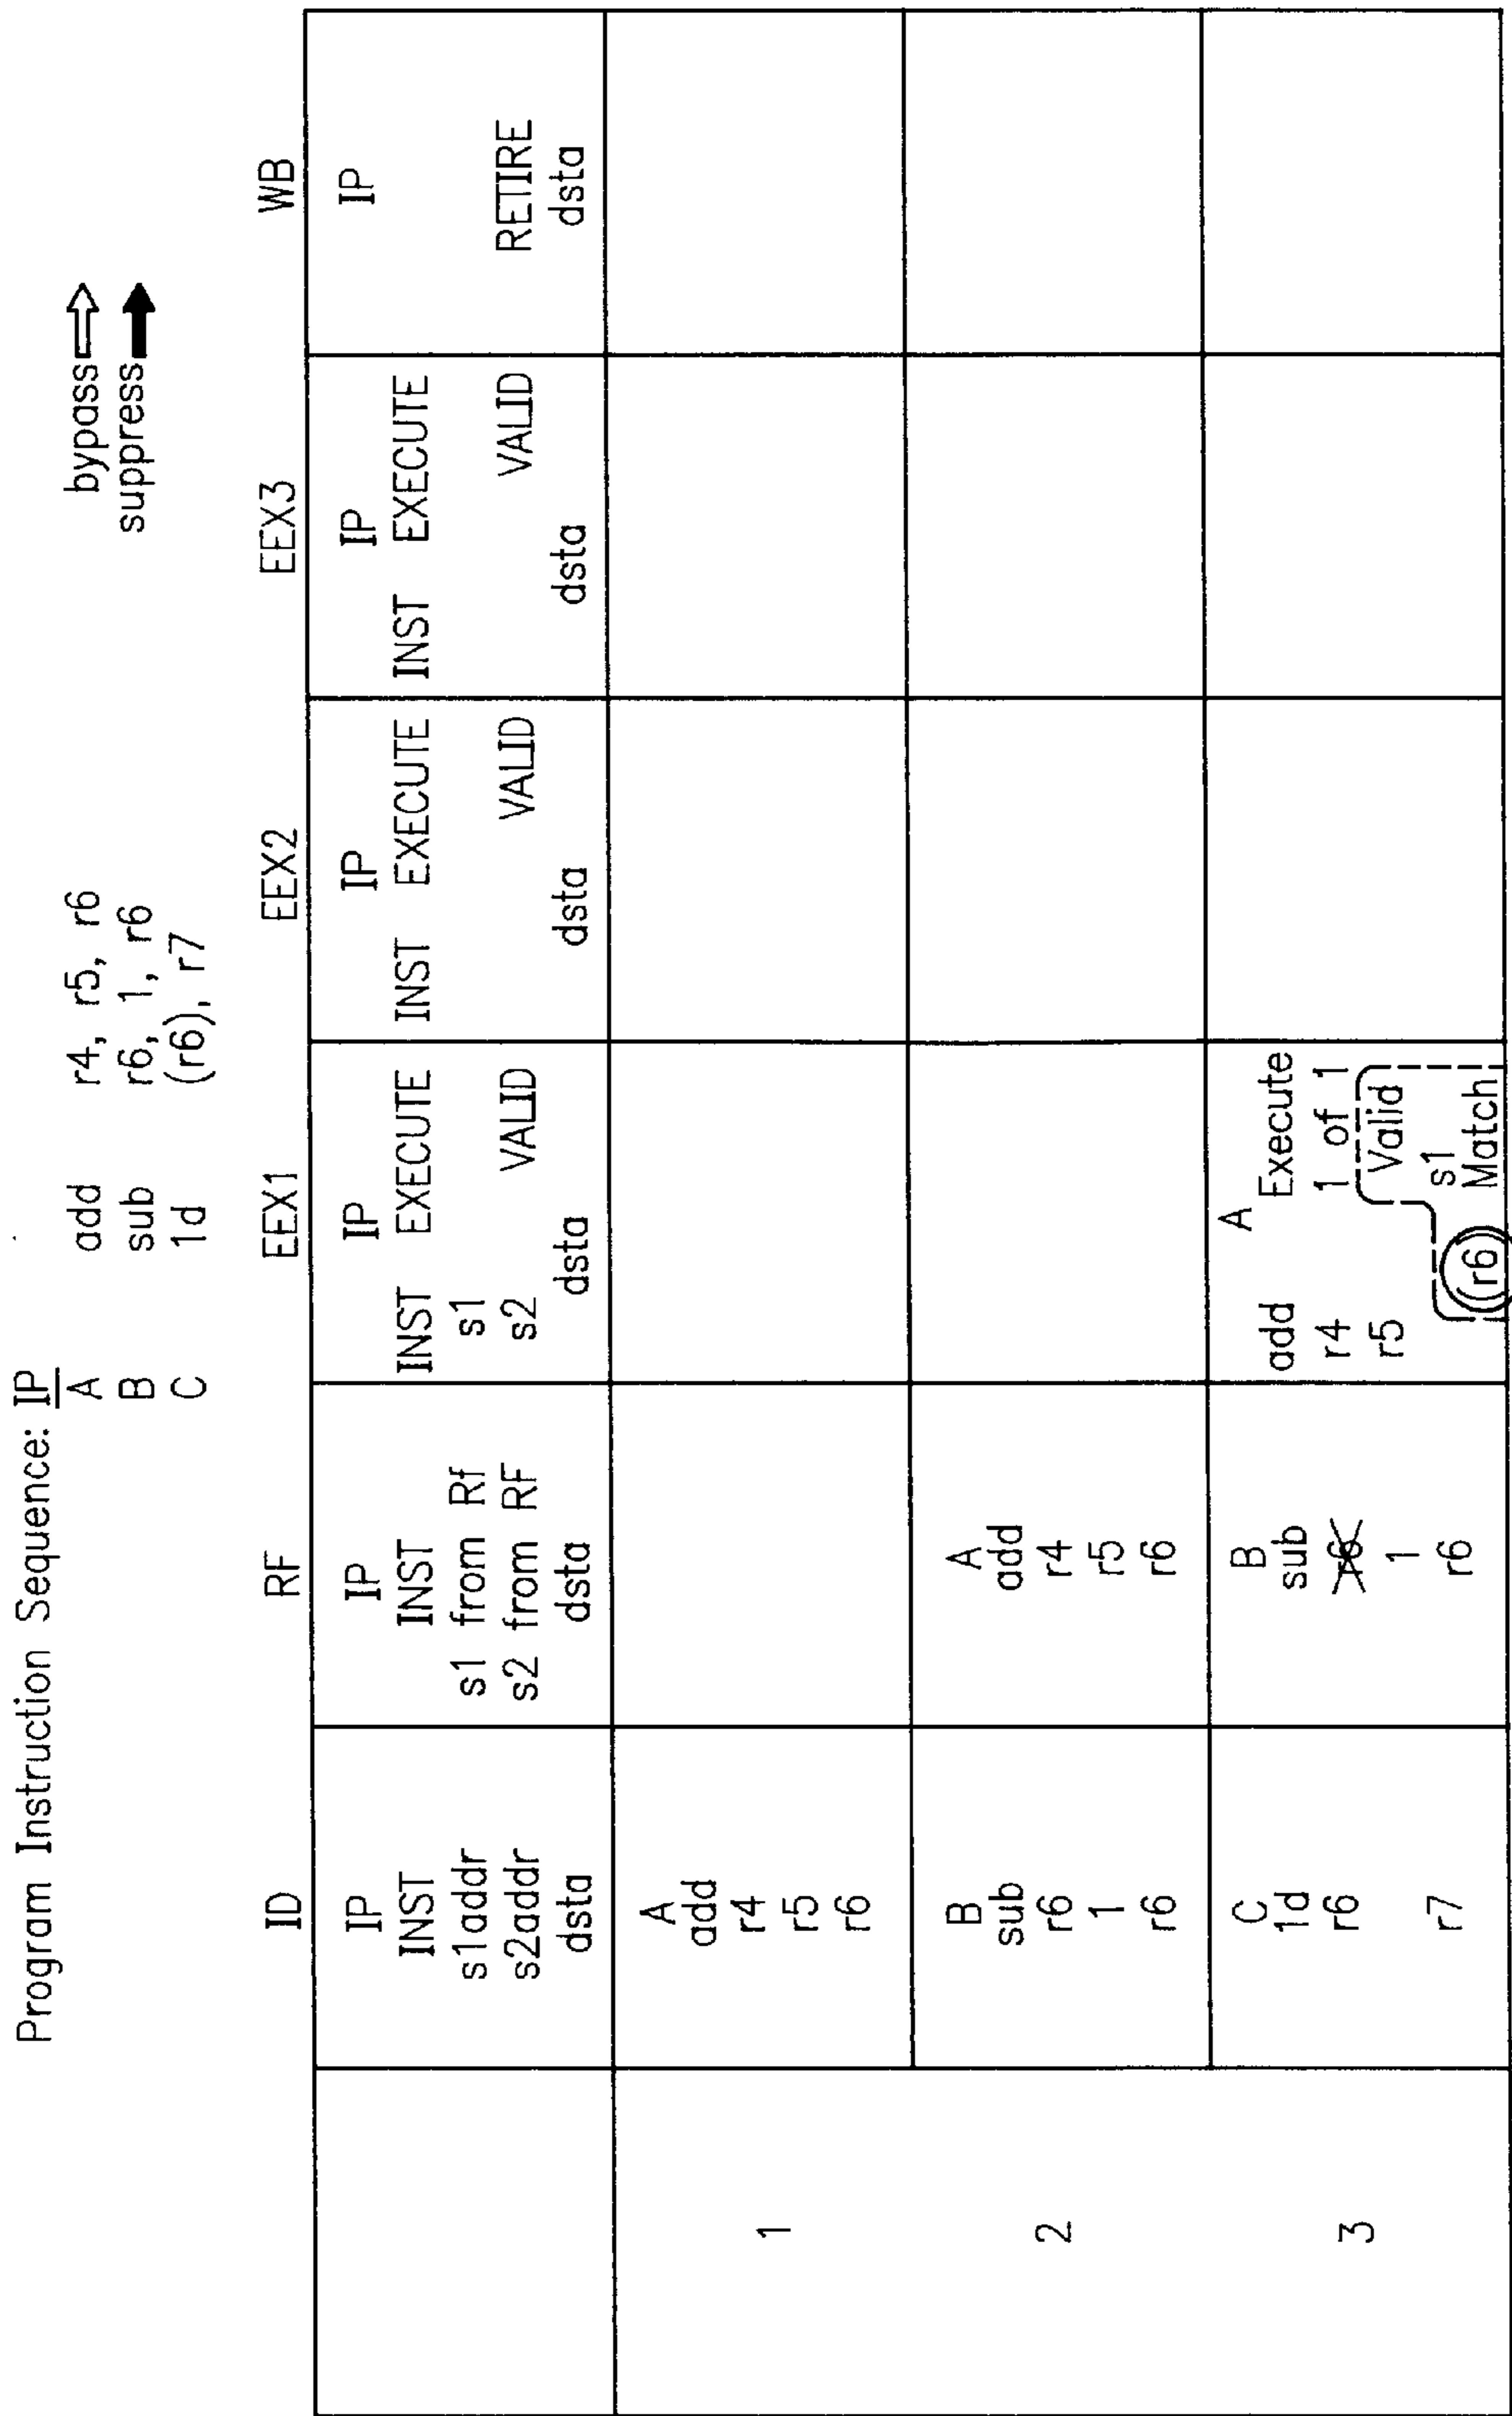 Program Instruction Sequence: IP
A add r4, r5, r6
B sub r6, 1, r6
C 1d (r6), r7
bypass
suppress
ID RF EEX1 EEX2 EEX3 WB
IP
INST
s1addr
s2addr
dsta
IP
INST
s1 from Rf
s2 from RF
dsta
IP
INST EXECUTE
s1
s2 VALID
dsta
IP
INST EXECUTE
VALID
dsta
IP
INST EXECUTE
VALID
dsta
IP
RETIRE
dsta
1
A
add
r4
r5
r6
2
B
sub
r6
1
r6
A
add
r4
r5
r6
3
C
1d
r6
r7
B
sub
r6
1
r6
A
add Execute
r4 1 of 1
r5 Valid
s1
r6 Match